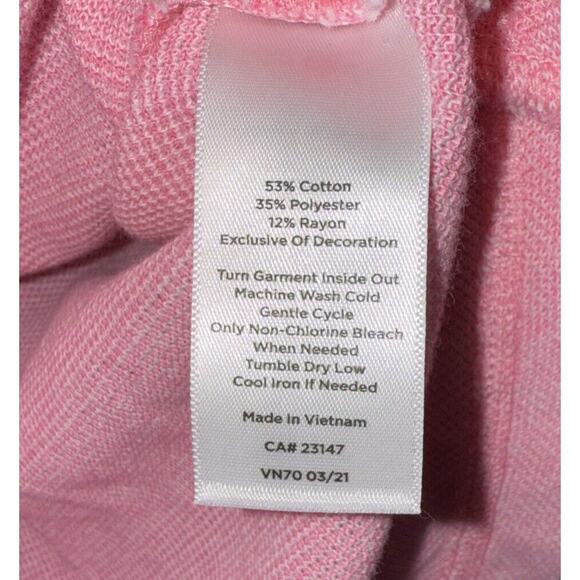 53% Cotton
35% Polyester
12% Rayon
Exclusive Of Decoration
Turn Garment Inside Out
Machine Wash Cold
Gentle Cycle
Only Non-Chlorine Bleach
When Needed
Tumble Dry Low
Cool Iron If Needed
Made in Vietnam
CA# 23147
VN70 03/21